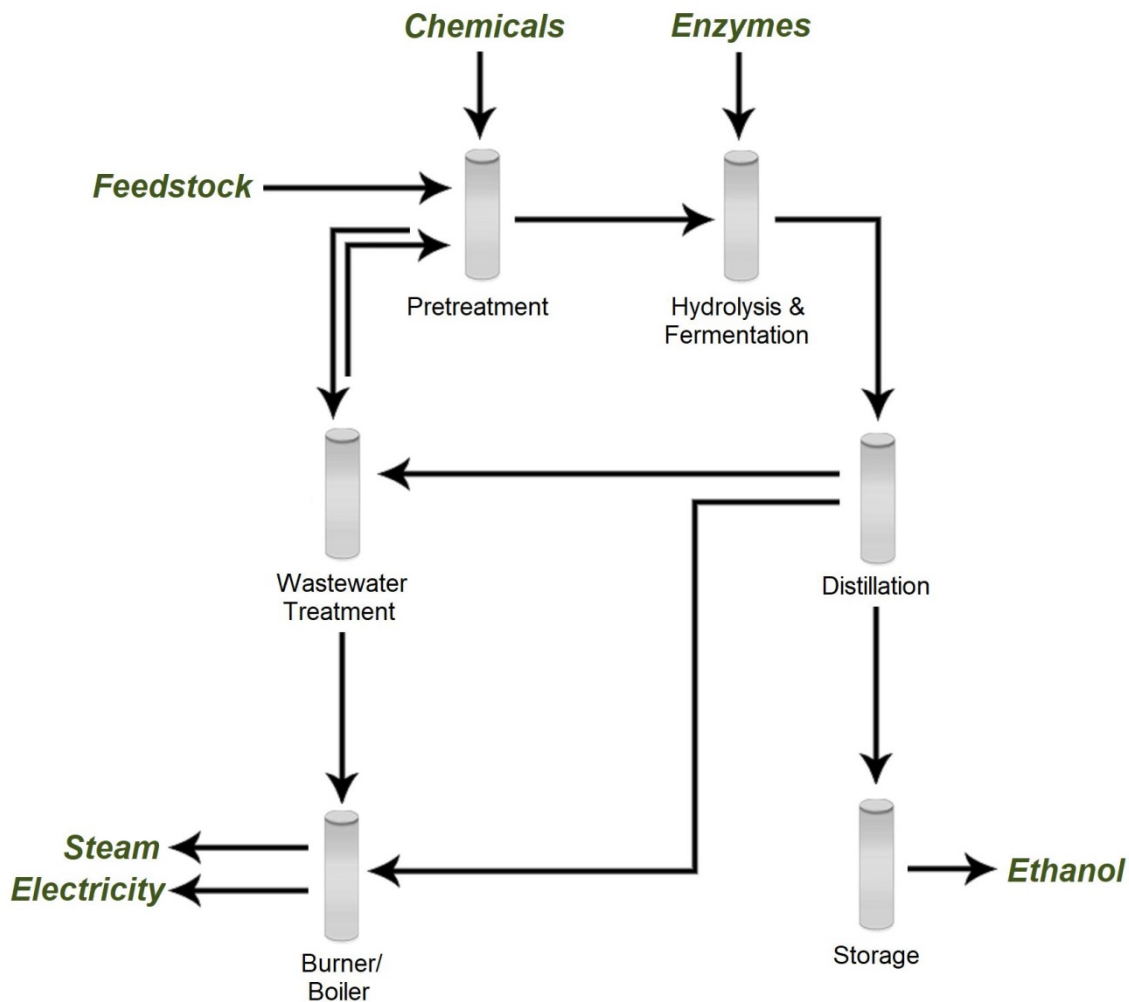 Chemicals
Enzymes
Feedstock
Pretreatment
Hydrolysis &
Fermentation
Wastewater
Treatment
Distillation
Steam
Electricity
Ethanol
Burner/
Boiler
Storage